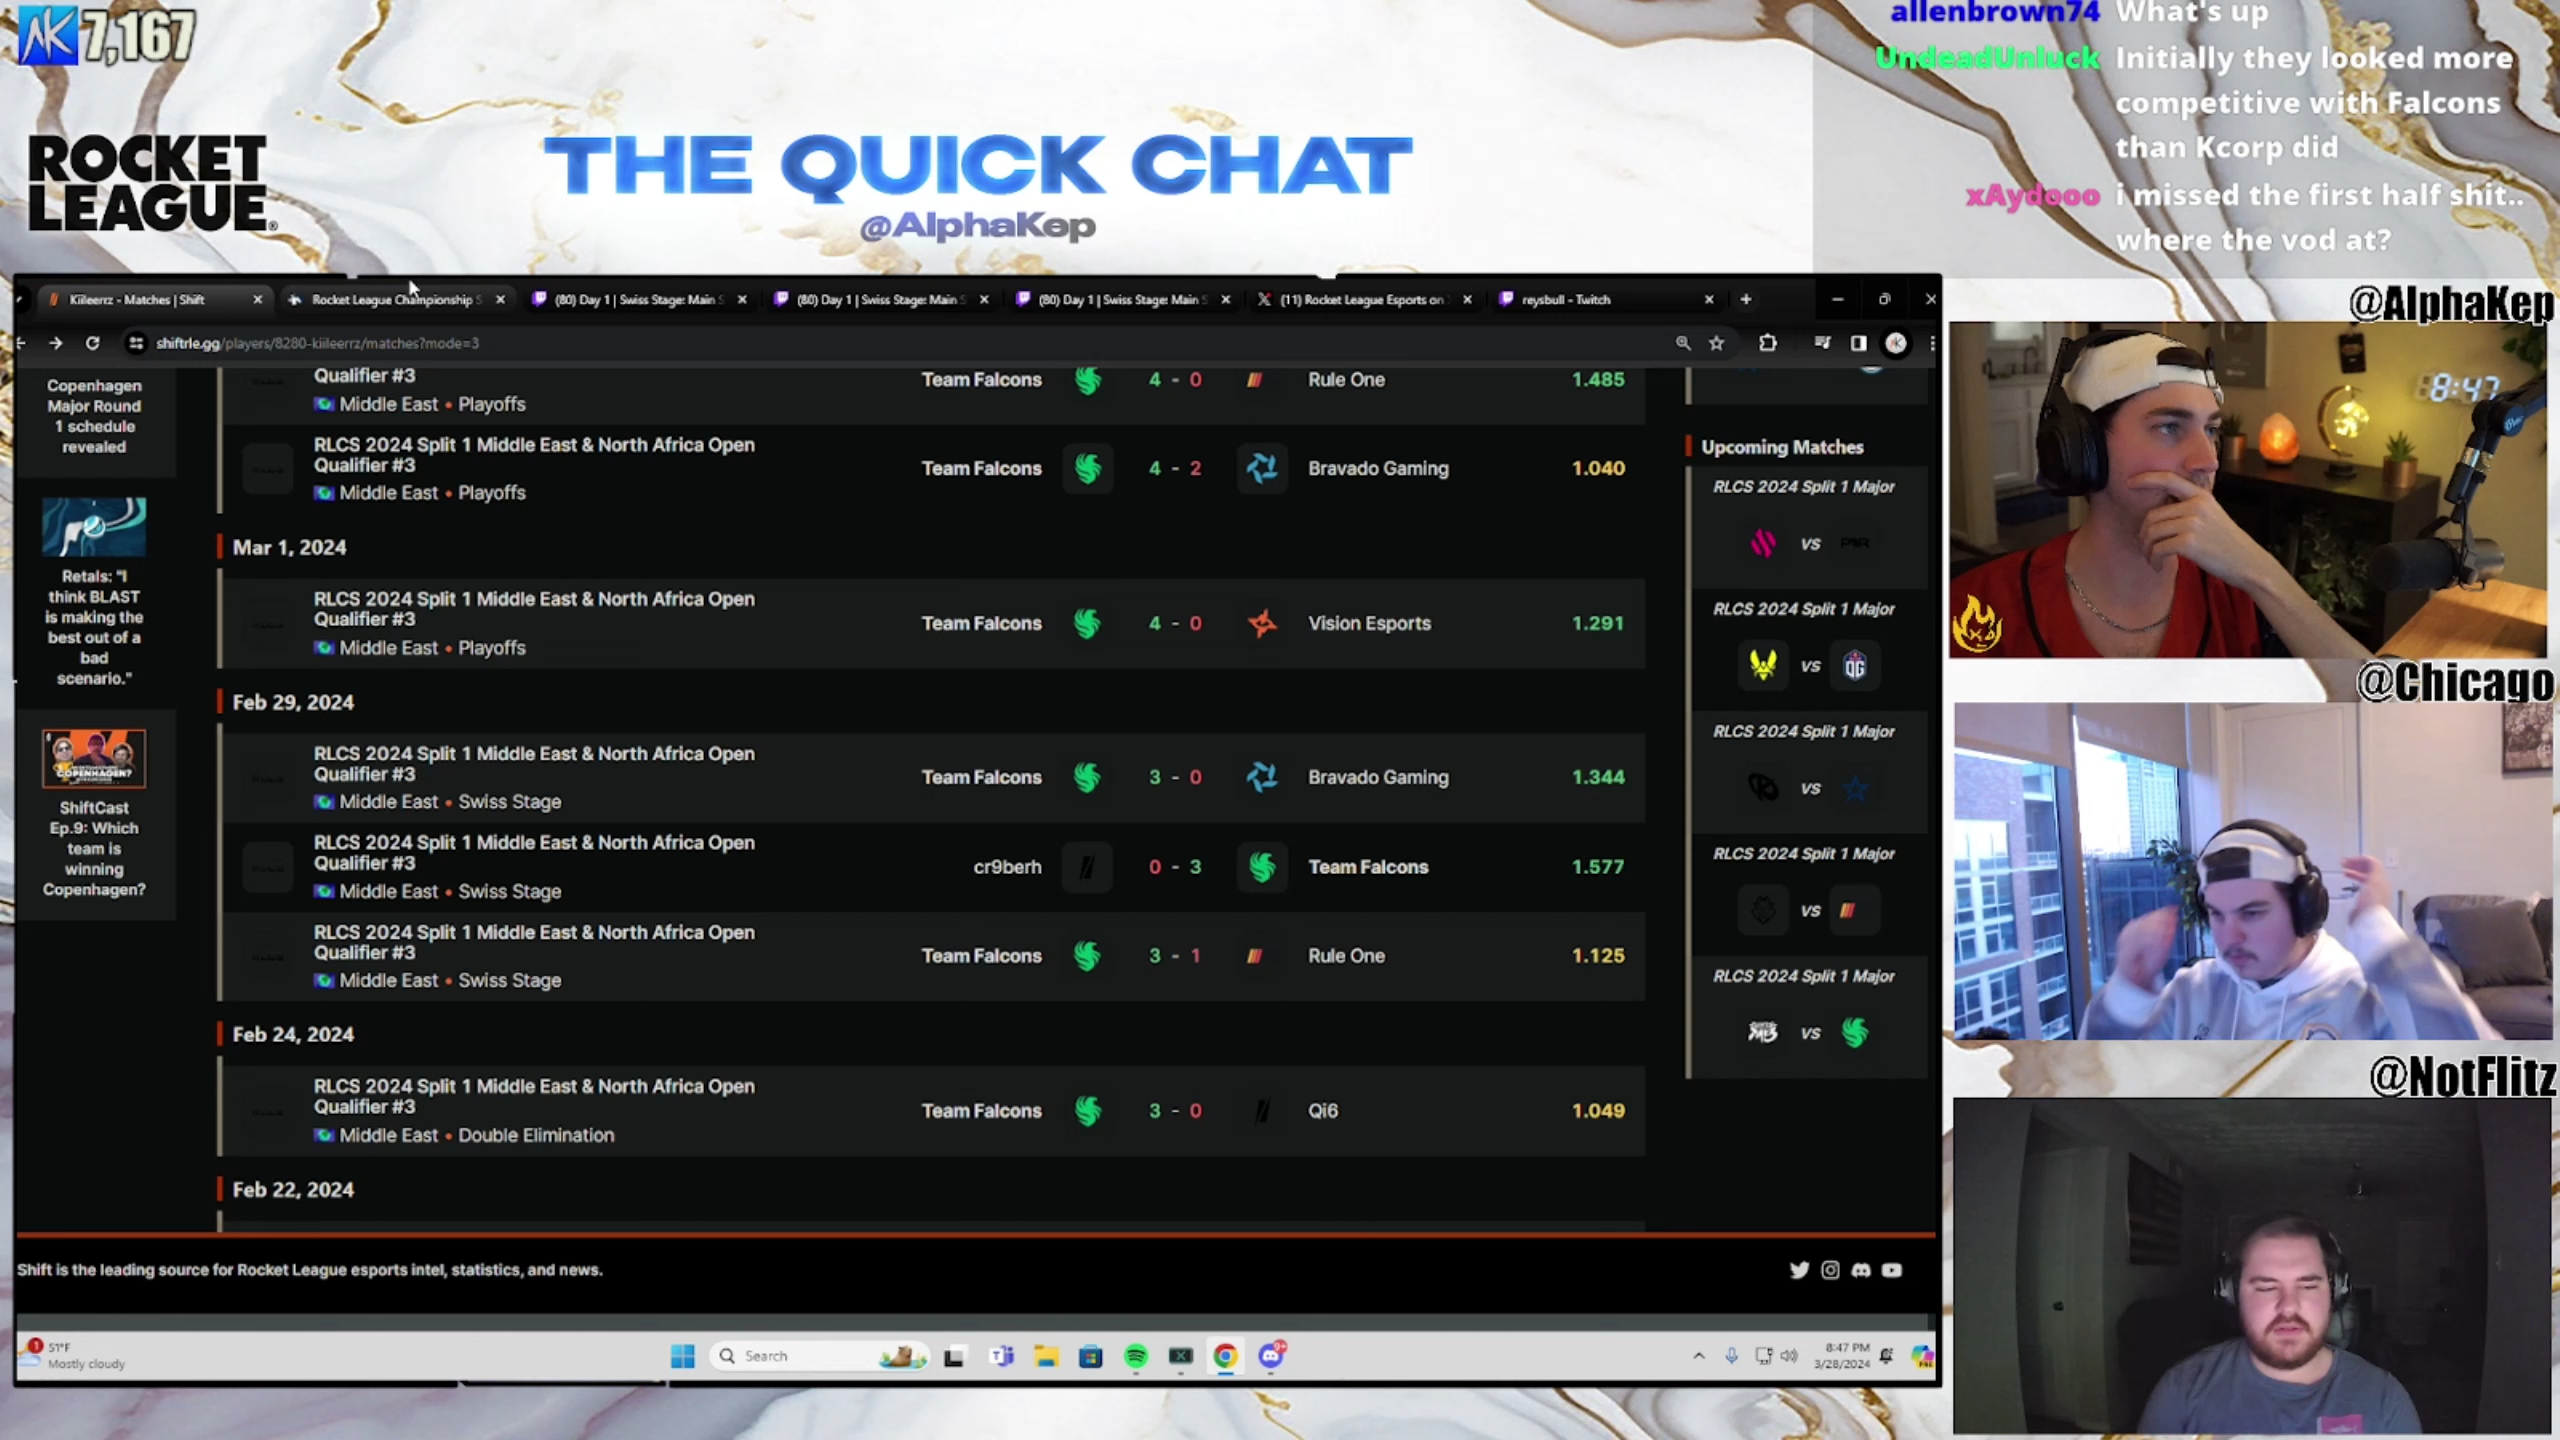 7,167
ROCKET
LEAGUE
THE QUICK CHAT
@AlphaKep
allenbrown74 What's up
UndeadUnluck Initially they looked more
competitive with Falcons
than Kcorp did
xAydooo i missed the first half shit..
where the vod at?
Kiileerrz - Matches | Shift
Rocket League Championship S
(80) Day 1 | Swiss Stage: Main S
(80) Day 1 | Swiss Stage: Main S
(80) Day 1 | Swiss Stage: Main S
(11) Rocket League Esports on
reysbull - Twitch
shiftrle.gg/players/8280-kiileerrz/matches?mode=3
Copenhagen
Major Round
1 schedule
revealed
Retals: "I
think BLAST
is making the
best out of a
bad
scenario."
COPENHAGEN?
ShiftCast
Ep.9: Which
team is
winning
Copenhagen?
Qualifier #3
Middle East • Playoffs
Team Falcons 4 - 0 Rule One 1.485
RLCS 2024 Split 1 Middle East & North Africa Open
Qualifier #3
Middle East • Playoffs
Team Falcons 4 - 2 Bravado Gaming 1.040
Mar 1, 2024
RLCS 2024 Split 1 Middle East & North Africa Open
Qualifier #3
Middle East • Playoffs
Team Falcons 4 - 0 Vision Esports 1.291
Feb 29, 2024
RLCS 2024 Split 1 Middle East & North Africa Open
Qualifier #3
Middle East • Swiss Stage
Team Falcons 3 - 0 Bravado Gaming 1.344
RLCS 2024 Split 1 Middle East & North Africa Open
Qualifier #3
Middle East • Swiss Stage
cr9berh 0 - 3 Team Falcons 1.577
RLCS 2024 Split 1 Middle East & North Africa Open
Qualifier #3
Middle East • Swiss Stage
Team Falcons 3 - 1 Rule One 1.125
Feb 24, 2024
RLCS 2024 Split 1 Middle East & North Africa Open
Qualifier #3
Middle East • Double Elimination
Team Falcons 3 - 0 Qi6 1.049
Feb 22, 2024
Upcoming Matches
RLCS 2024 Split 1 Major
vs
RLCS 2024 Split 1 Major
vs
RLCS 2024 Split 1 Major
vs
RLCS 2024 Split 1 Major
vs
RLCS 2024 Split 1 Major
vs
Shift is the leading source for Rocket League esports intel, statistics, and news.
51°F
Mostly cloudy
Search
8:47 PM
3/28/2024
@AlphaKep
8:47
@Chicago
@NotFlitz